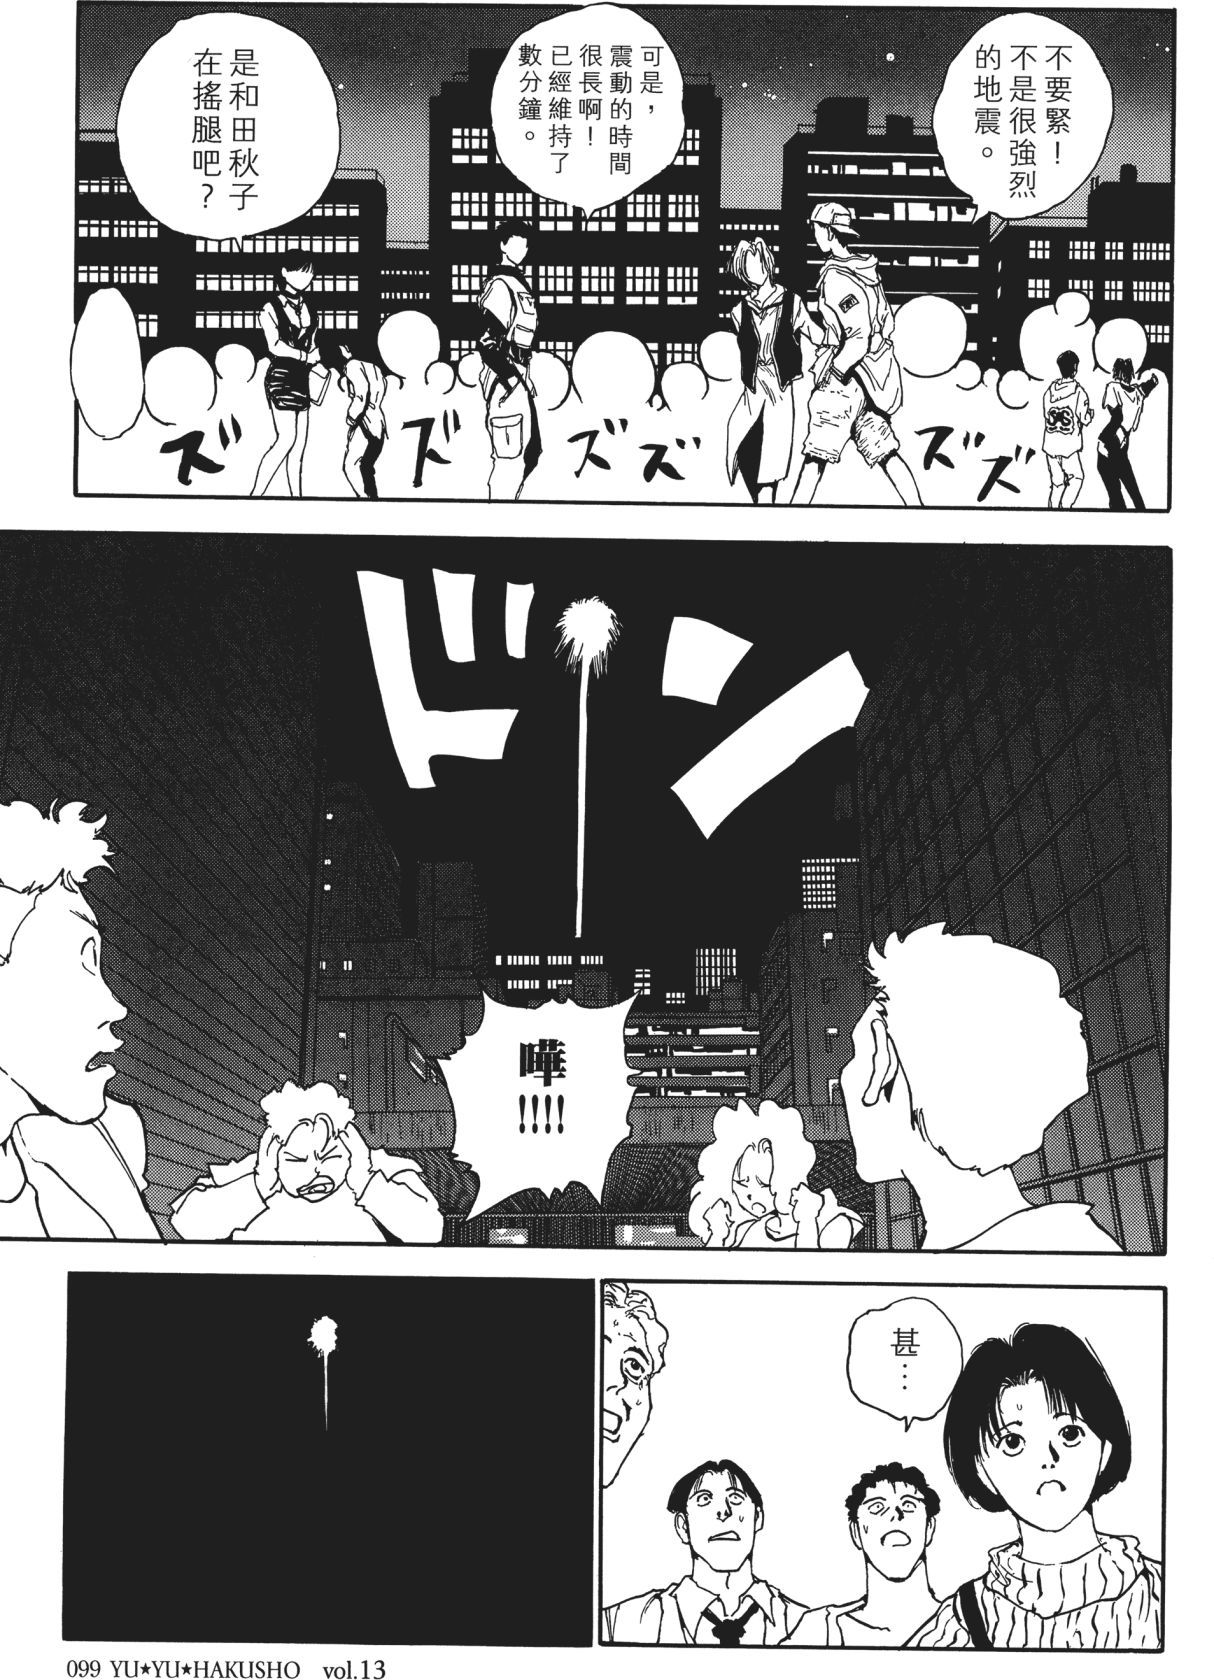 不要緊！
不是很強烈
的地震。
可是，
震動的時間
很長啊！
已經維持了
數分鐘。
是和田秋子
在搖腿吧？
ズズ
ズズ
ズ
ズ
ドン
嘩
!!!!
甚…
099 YU★YU★HAKUSHO vol.13